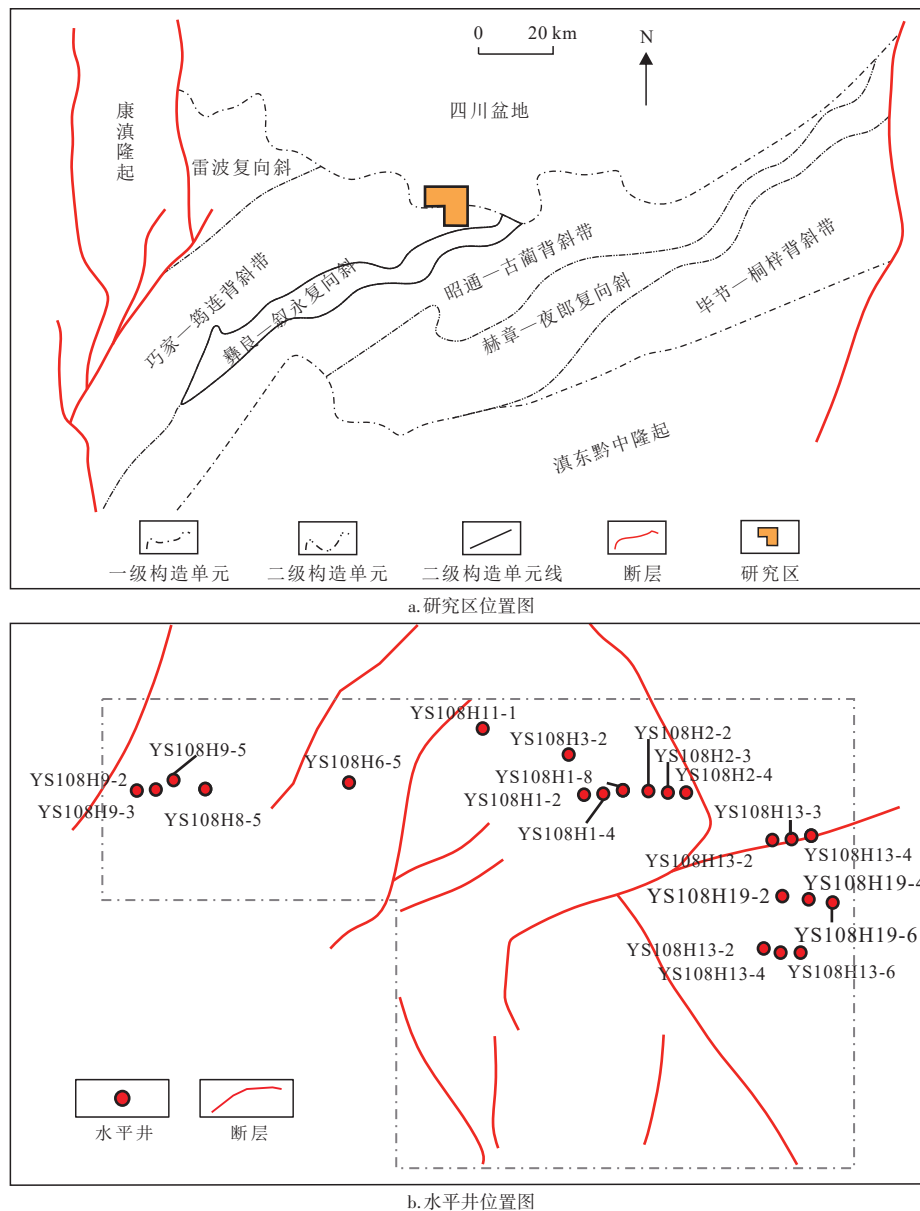 0 20 km
N
四川盆地
康滇隆起
雷波复向斜
昭通—古蔺背斜带
毕节—桐梓背斜带
巧家—筠连背斜带
彝良—叙永复向斜
赫章—夜郎复向斜
滇东黔中隆起
一级构造单元
二级构造单元
二级构造单元线
断层
研究区
a.研究区位置图
YS108H11-1
YS108H3-2
YS108H2-2
YS108H9-5
YS108H2-3
YS108H6-5
YS108H1-8
YS108H2-4
YS108H9-2
YS108H1-2
YS108H9-3
YS108H8-5
YS108H1-4
YS108H13-3
YS108H13-2
YS108H13-4
YS108H19-2
YS108H19-4
YS108H19-6
YS108H13-2
YS108H13-4
YS108H13-6
水平井
断层
b.水平井位置图